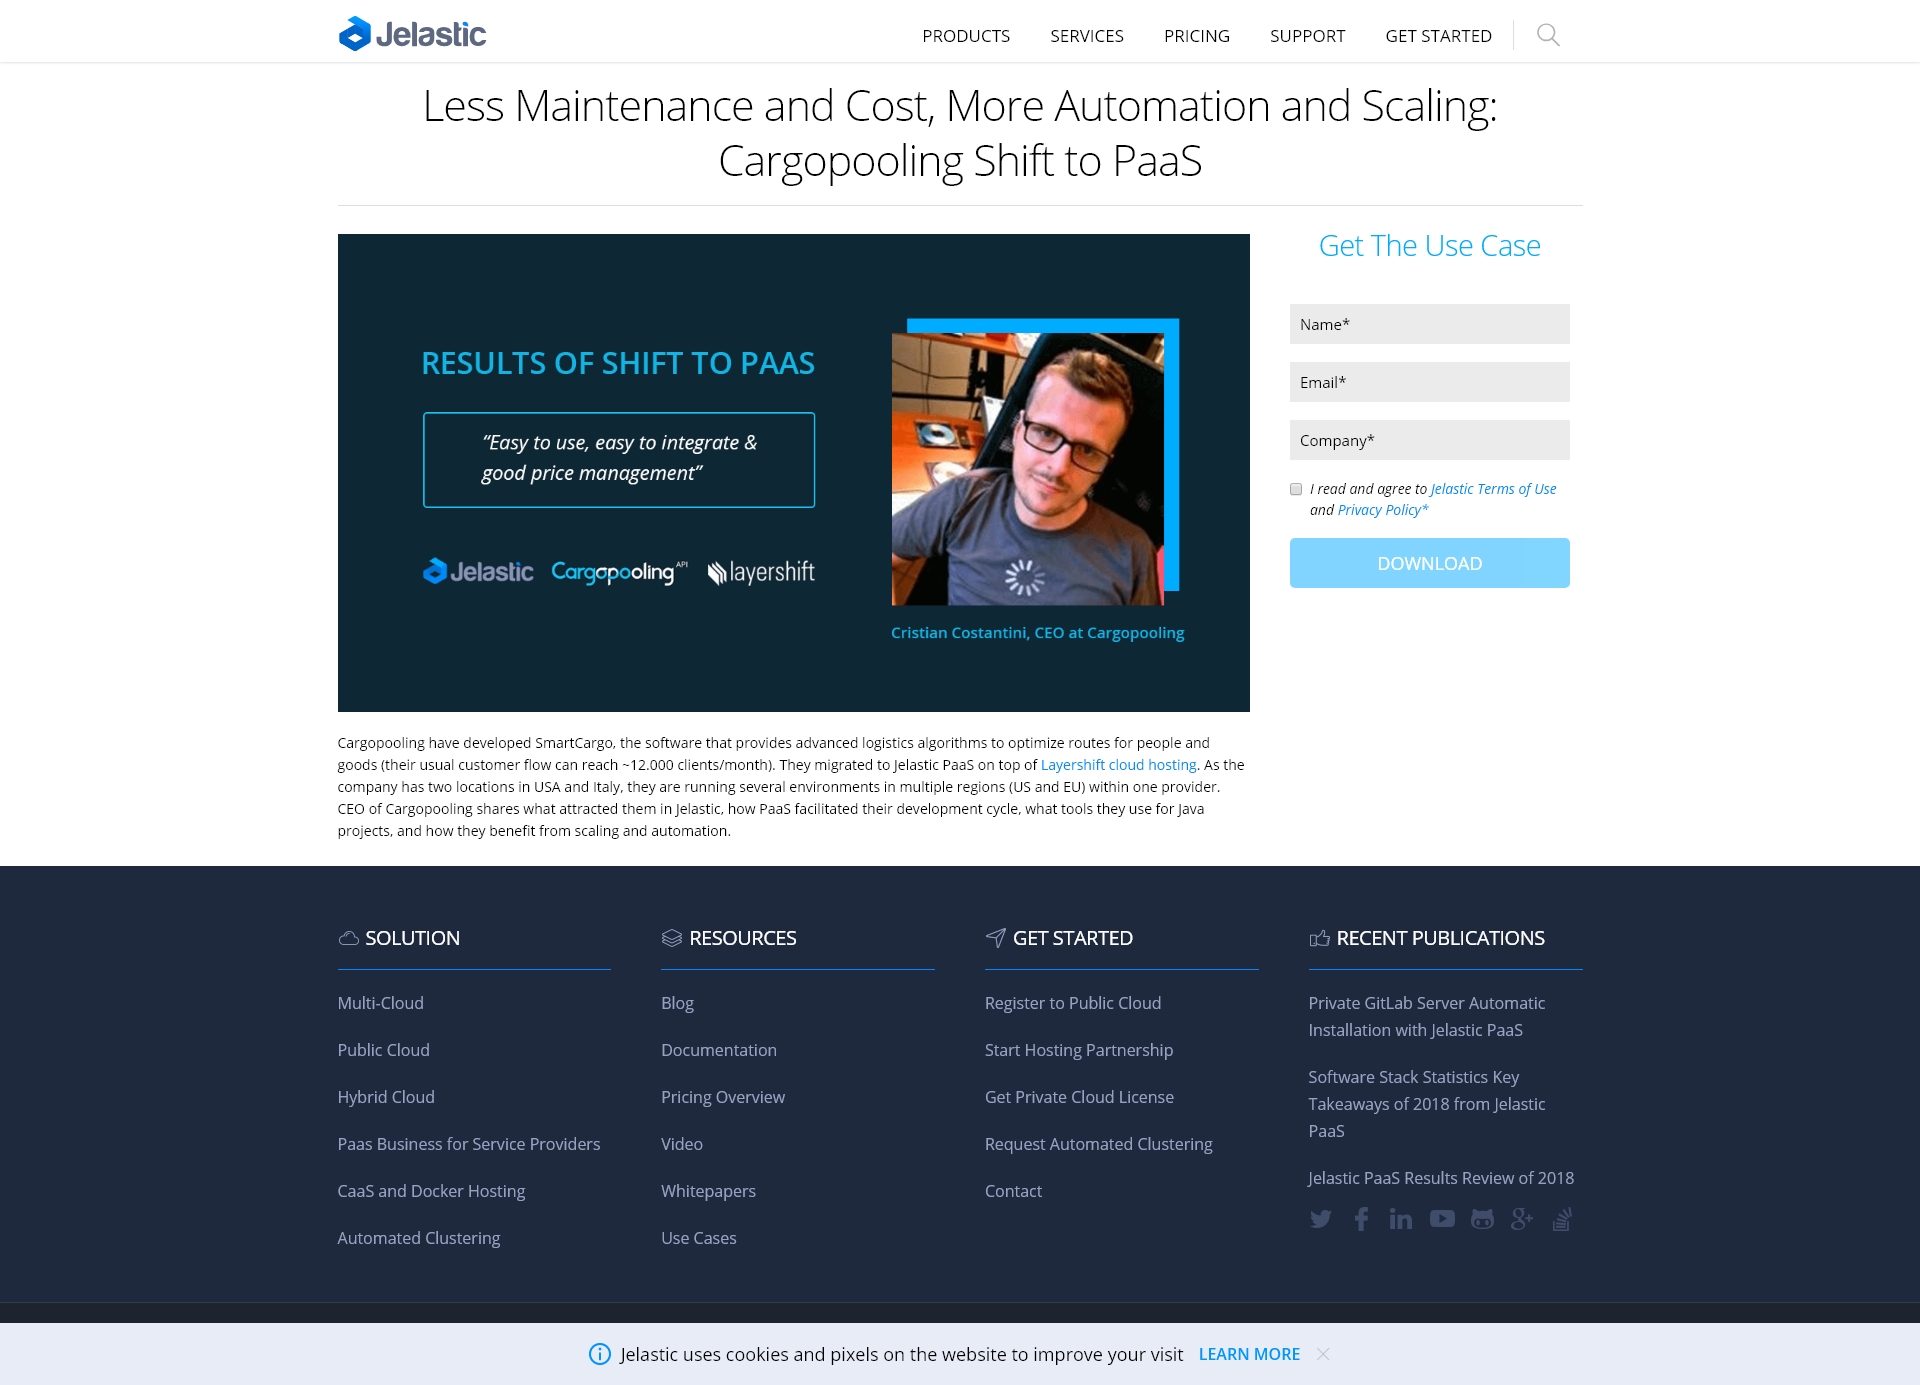 Jelastic
PRODUCTS
SERVICES
PRICING
SUPPORT
GET STARTED
Less Maintenance and Cost, More Automation and Scaling:
Cargopooling Shift to PaaS
RESULTS OF SHIFT TO PAAS
“Easy to use, easy to integrate &
good price management”
Jelastic
Cargopooling API
layershift
Cristian Costantini, CEO at Cargopooling
Get The Use Case
Name*
Email*
Company*
I read and agree to Jelastic Terms of Use
and Privacy Policy*
DOWNLOAD
Cargopooling have developed SmartCargo, the software that provides advanced logistics algorithms to optimize routes for people and
goods (their usual customer flow can reach ~12.000 clients/month). They migrated to Jelastic PaaS on top of Layershift cloud hosting. As the
company has two locations in USA and Italy, they are running several environments in multiple regions (US and EU) within one provider.
CEO of Cargopooling shares what attracted them in Jelastic, how PaaS facilitated their development cycle, what tools they use for Java
projects, and how they benefit from scaling and automation.
SOLUTION
Multi-Cloud
Public Cloud
Hybrid Cloud
Paas Business for Service Providers
CaaS and Docker Hosting
Automated Clustering
RESOURCES
Blog
Documentation
Pricing Overview
Video
Whitepapers
Use Cases
GET STARTED
Register to Public Cloud
Start Hosting Partnership
Get Private Cloud License
Request Automated Clustering
Contact
RECENT PUBLICATIONS
Private GitLab Server Automatic
Installation with Jelastic PaaS
Software Stack Statistics Key
Takeaways of 2018 from Jelastic
PaaS
Jelastic PaaS Results Review of 2018
Jelastic uses cookies and pixels on the website to improve your visit
LEARN MORE